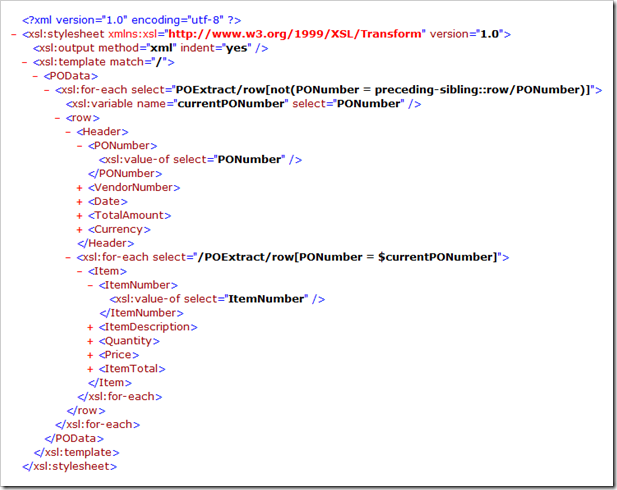 <?xml version="1.0" encoding="utf-8" ?>
- <xsl:stylesheet xmlns:xsl="http://www.w3.org/1999/XSL/Transform" version="1.0">
<xsl:output method="xml" indent="yes" />
- <xsl:template match="/">
- <POData>
- <xsl:for-each select="POExtract/row[not(PONumber = preceding-sibling::row/PONumber)]">
<xsl:variable name="currentPONumber" select="PONumber" />
- <row>
- <Header>
- <PONumber>
<xsl:value-of select="PONumber" />
</PONumber>
+ <VendorNumber>
+ <Date>
+ <TotalAmount>
+ <Currency>
</Header>
- <xsl:for-each select="/POExtract/row[PONumber = $currentPONumber]">
- <Item>
- <ItemNumber>
<xsl:value-of select="ItemNumber" />
</ItemNumber>
+ <ItemDescription>
+ <Quantity>
+ <Price>
+ <ItemTotal>
</Item>
</xsl:for-each>
</row>
</xsl:for-each>
</POData>
</xsl:template>
</xsl:stylesheet>